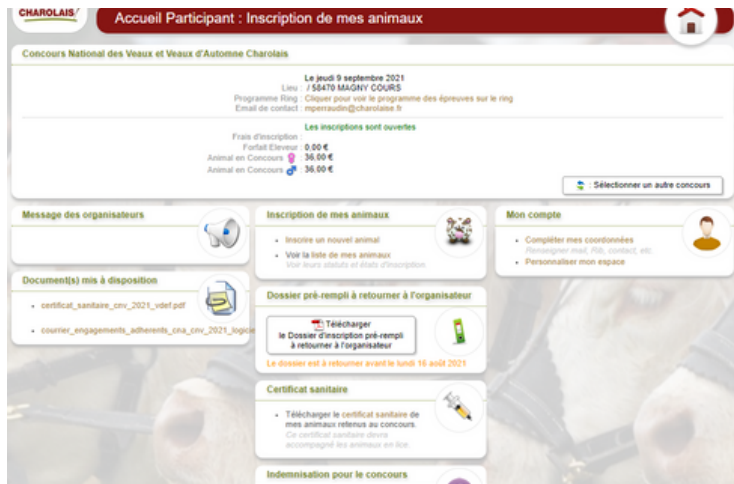 CHAROLAIS
Accueil Participant : Inscription de mes animaux
Concours National des Veaux et Veaux d'Automne Charolais
Le jeudi 9 septembre 2021
Lieu : / 58470 MAGNY COURS
Programme Ring : Cliquer pour voir le programme des épreuves sur le ring
Email de contact : mperraudin@charolaise.fr
Les inscriptions sont ouvertes
Frais d'inscription :
Forfait Eleveur : 0.00 €
Animal en Concours : 36.00 €
Animal en Concours : 36.00 €
: Sélectionner un autre concours
Message des organisateurs
Document(s) mis à disposition
certificat_sanitaire_cnv_2021_vdef.pdf
courrier_engagements_adherents_cna_cnv_2021_logicie
Inscription de mes animaux
Inscrire un nouvel animal
Voir la liste de mes animaux
Voir leurs statuts et états d'inscription.
Dossier pré-rempli à retourner à l'organisateur
Télécharger
le Dossier d'inscription pré-rempli
à retourner à l'organisateur
Le dossier est à retourner avant le lundi 16 août 2021
Certificat sanitaire
Télécharger le certificat sanitaire de
mes animaux retenus au concours.
Ce certificat sanitaire devra
accompagné les animaux en lice.
Indemnisation pour le concours
Mon compte
Compléter mes coordonnées
Renseigner mail, Rib, contact, etc.
Personnaliser mon espace